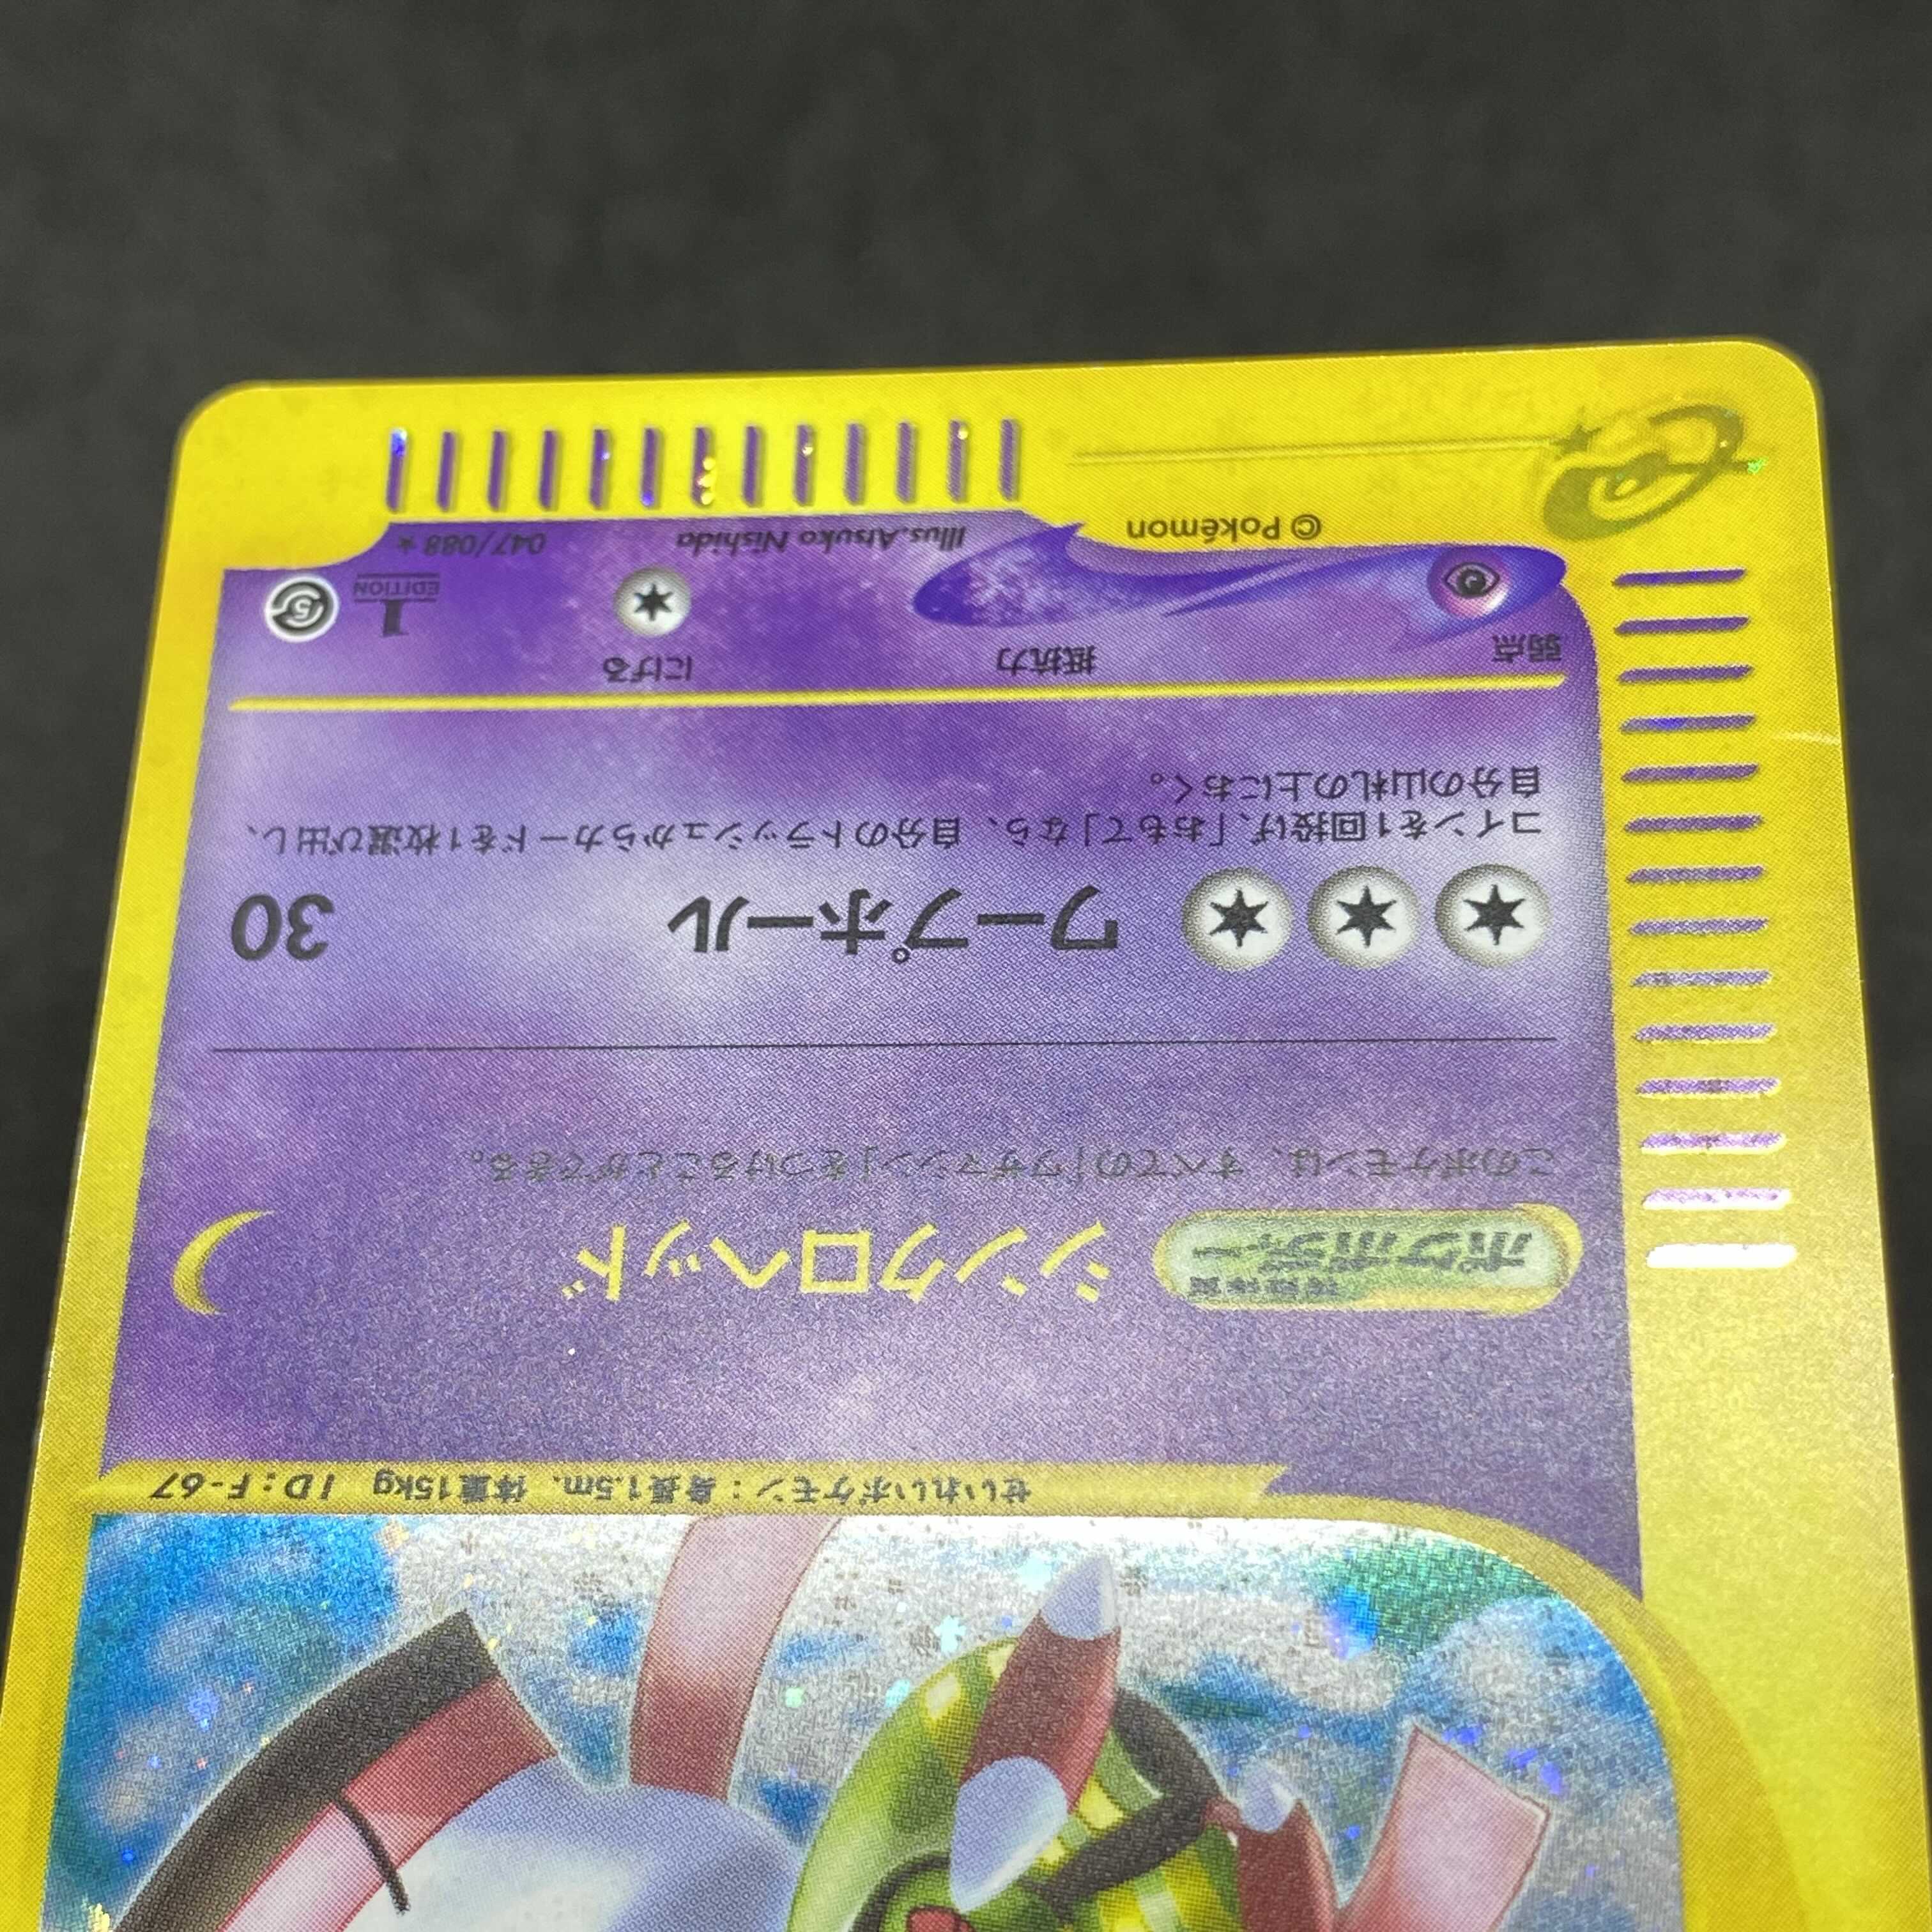 せいれいポケモン：身長1.5m、体重15kg ID：F-67
ポケボディー
特殊体質
シンクロヘッド
このポケモンは、すべての「ワザマシン」をつけることができる。
ワープホール 30
コインを1回投げ、「おもて」なら、自分のトラッシュからカードを1枚選び出し、
自分の山札の上におく。
弱点 抵抗力 にげる
1 EDITION
5
©Pokémon Illus.Atsuko Nishida 047/088 ★
e